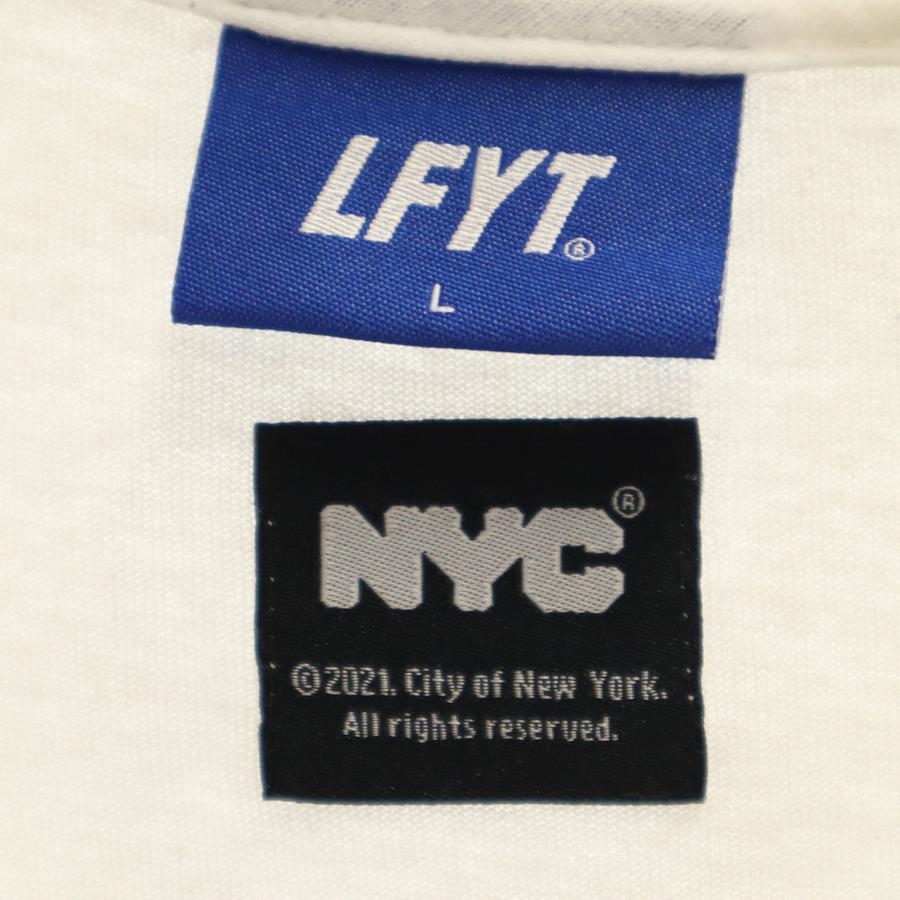 LFYT®
L
NYC®
©2021. City of New York.
All rights reserved.